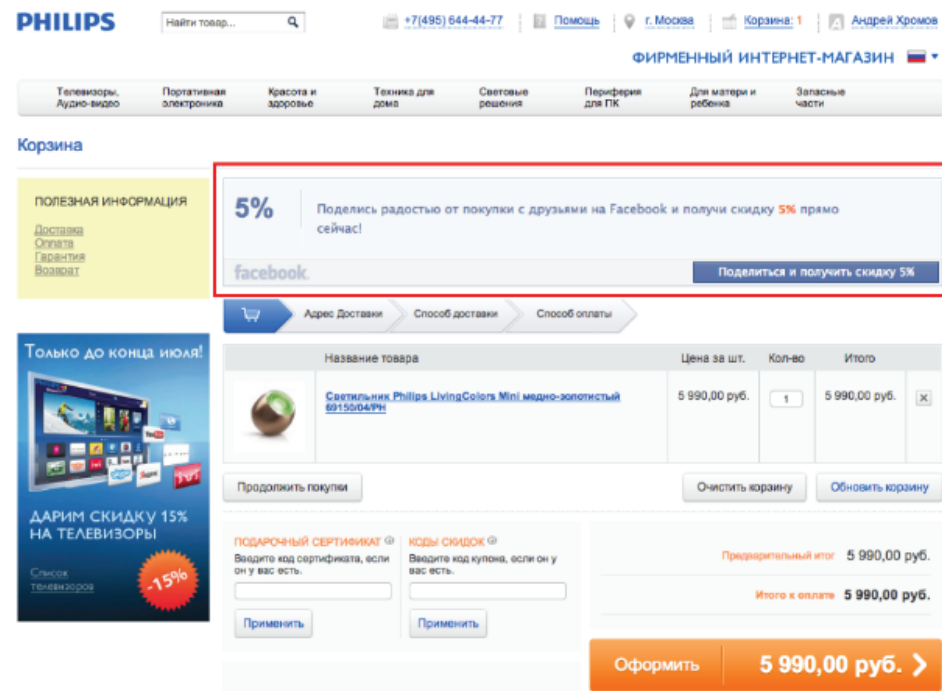 PHILIPS
Найти товар...
+7(495) 644-44-77
Помощь
г. Москва
Корзина: 1
Андрей Хромов
ФИРМЕННЫЙ ИНТЕРНЕТ-МАГАЗИН
Телевизоры,
Аудио-видео
Портативная
электроника
Красота и
здоровье
Техника для
дома
Световые
решения
Периферия
для ПК
Для матери и
ребенка
Запасные
части
Корзина
ПОЛЕЗНАЯ ИНФОРМАЦИЯ
Доставка
Оплата
Гарантия
Возврат
5%
Поделись радостью от покупки с друзьями на Facebook и получи скидку 5% прямо
сейчас!
facebook.
Поделиться и получить скидку 5%
Адрес Доставки
Способ доставки
Способ оплаты
Только до конца июля!
ДАРИМ СКИДКУ 15%
НА ТЕЛЕВИЗОРЫ
Список
телевизоров
-15%
Название товара
Цена за шт.
Кол-во
Итого
Светильник Philips LivingColors Mini медно-золотистый
69150/04/PH
5 990,00 руб.
1
5 990,00 руб.
Продолжить покупки
Очистить корзину
Обновить корзину
ПОДАРОЧНЫЙ СЕРТИФИКАТ
Введите код сертификата, если
он у вас есть.
Применить
КОДЫ СКИДОК
Введите код купона, если он у
вас есть.
Применить
Предварительный итог 5 990,00 руб.
Итого к оплате 5 990,00 руб.
Оформить
5 990,00 руб.